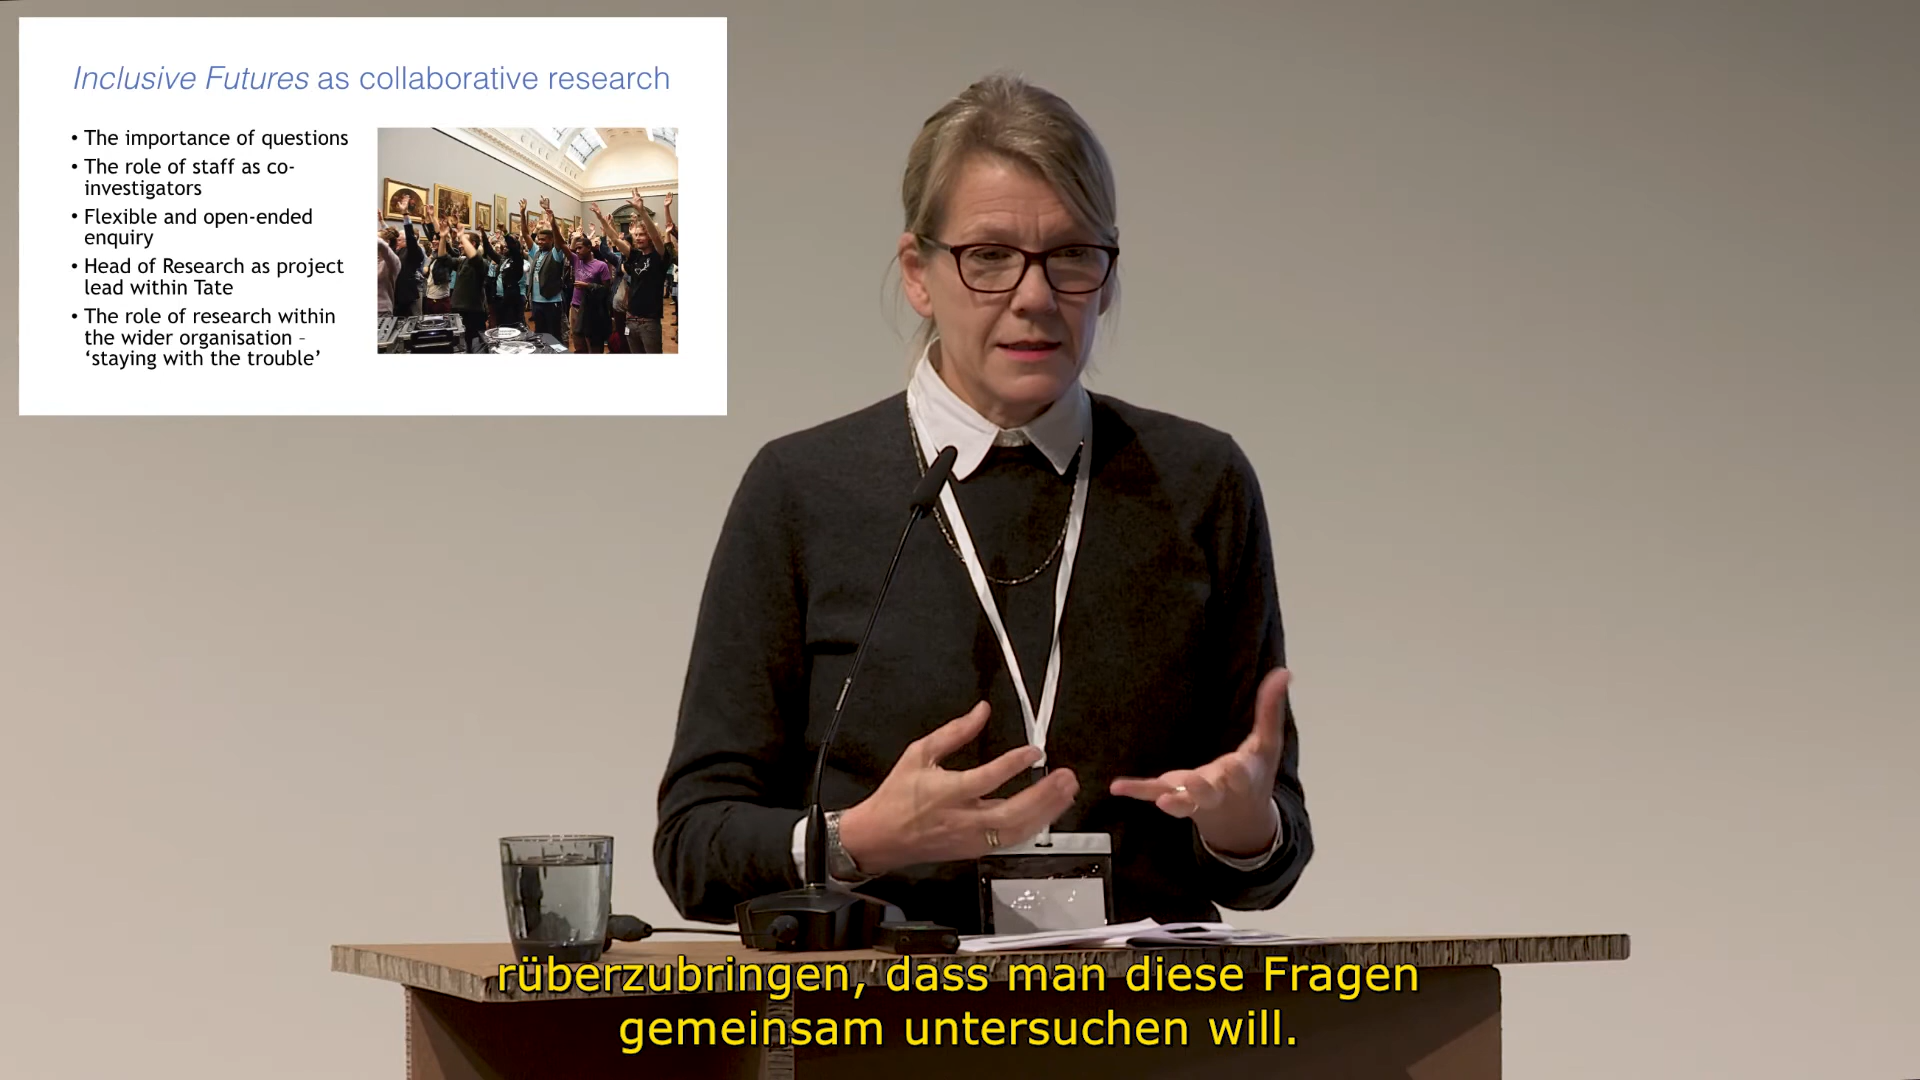 Inclusive Futures as collaborative research
• The importance of questions
• The role of staff as co-
investigators
• Flexible and open-ended
enquiry
• Head of Research as project
lead within Tate
• The role of research within
the wider organisation –
‘staying with the trouble’
rüberzubringen, dass man diese Fragen
gemeinsam untersuchen will.